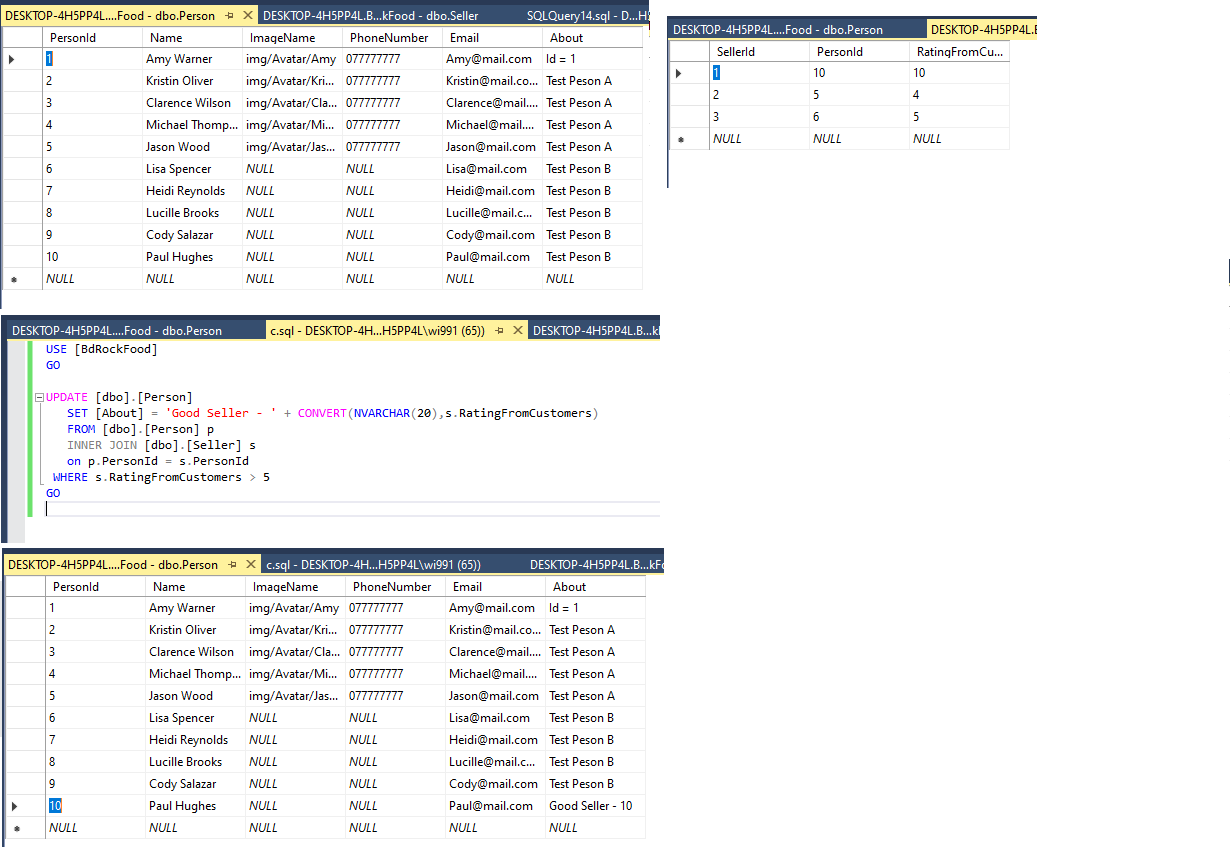 DESKTOP-4H5PP4L....Food - dbo.Person DESKTOP-4H5PP4L.B...kFood - dbo.Seller SQLQuery14.sql - D...H
PersonId Name ImageName PhoneNumber Email About
1 Amy Warner img/Avatar/Amy 077777777 Amy@mail.com Id = 1
2 Kristin Oliver img/Avatar/Kri... 077777777 Kristin@mail.co... Test Peson A
3 Clarence Wilson img/Avatar/Cla... 077777777 Clarence@mail.... Test Peson A
4 Michael Thomp... img/Avatar/Mi... 077777777 Michael@mail.... Test Peson A
5 Jason Wood img/Avatar/Jas... 077777777 Jason@mail.com Test Peson A
6 Lisa Spencer NULL NULL Lisa@mail.com Test Peson B
7 Heidi Reynolds NULL NULL Heidi@mail.com Test Peson B
8 Lucille Brooks NULL NULL Lucille@mail.c... Test Peson B
9 Cody Salazar NULL NULL Cody@mail.com Test Peson B
10 Paul Hughes NULL NULL Paul@mail.com Test Peson B
NULL NULL NULL NULL NULL NULL
DESKTOP-4H5PP4L....Food - dbo.Person DESKTOP-4H5PP4L.B
SellerId PersonId RatingFromCu...
1 10 10
2 5 4
3 6 5
NULL NULL NULL
DESKTOP-4H5PP4L....Food - dbo.Person c.sql - DESKTOP-4H...H5PP4L\wi991 (65)) DESKTOP-4H5PP4L.B...kl
USE [BdRockFood]
GO
UPDATE [dbo].[Person]
SET [About] = 'Good Seller - ' + CONVERT(NVARCHAR(20),s.RatingFromCustomers)
FROM [dbo].[Person] p
INNER JOIN [dbo].[Seller] s
on p.PersonId = s.PersonId
WHERE s.RatingFromCustomers > 5
GO
DESKTOP-4H5PP4L....Food - dbo.Person c.sql - DESKTOP-4H...H5PP4L\wi991 (65)) DESKTOP-4H5PP4L.B...kFo
PersonId Name ImageName PhoneNumber Email About
1 Amy Warner img/Avatar/Amy 077777777 Amy@mail.com Id = 1
2 Kristin Oliver img/Avatar/Kri... 077777777 Kristin@mail.co... Test Peson A
3 Clarence Wilson img/Avatar/Cla... 077777777 Clarence@mail.... Test Peson A
4 Michael Thomp... img/Avatar/Mi... 077777777 Michael@mail.... Test Peson A
5 Jason Wood img/Avatar/Jas... 077777777 Jason@mail.com Test Peson A
6 Lisa Spencer NULL NULL Lisa@mail.com Test Peson B
7 Heidi Reynolds NULL NULL Heidi@mail.com Test Peson B
8 Lucille Brooks NULL NULL Lucille@mail.c... Test Peson B
9 Cody Salazar NULL NULL Cody@mail.com Test Peson B
10 Paul Hughes NULL NULL Paul@mail.com Good Seller - 10
NULL NULL NULL NULL NULL NULL